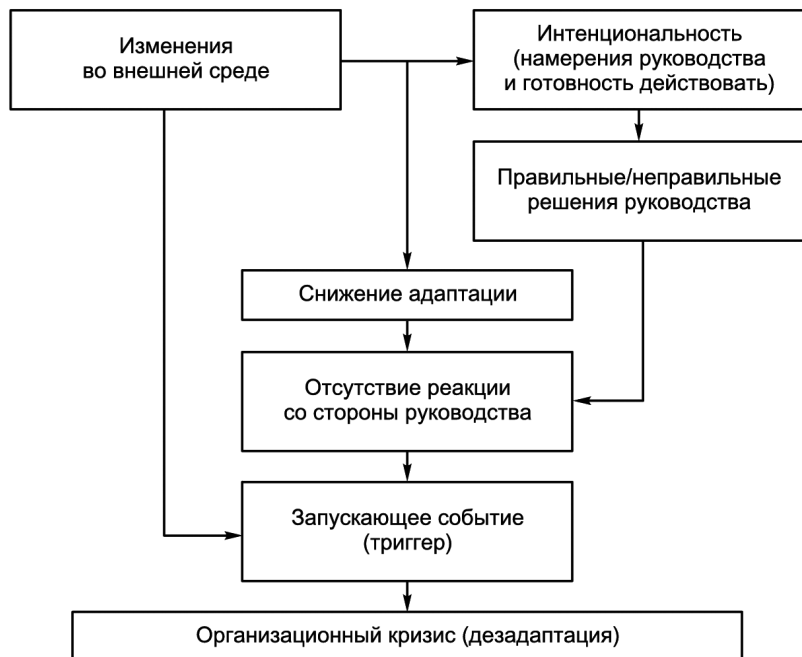 Изменения
во внешней среде
Интенциональность
(намерения руководства
и готовность действовать)
Правильные/неправильные
решения руководства
Снижение адаптации
Отсутствие реакции
со стороны руководства
Запускающее событие
(триггер)
Организационный кризис (дезадаптация)